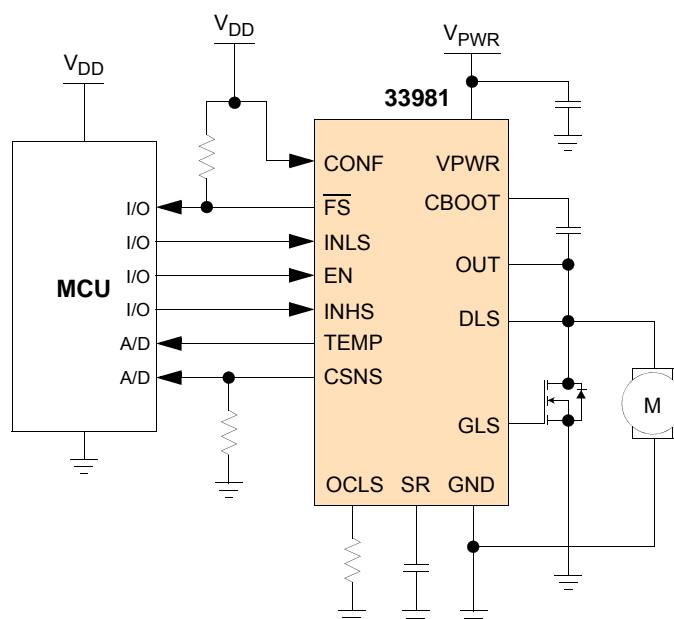 V_DD
V_DD
V_PWR
33981
CONF
VPWR
I/O
F̅S̅
CBOOT
I/O
INLS
I/O
EN
OUT
MCU
I/O
INHS
DLS
A/D
TEMP
A/D
CSNS
M
GLS
OCLS SR GND